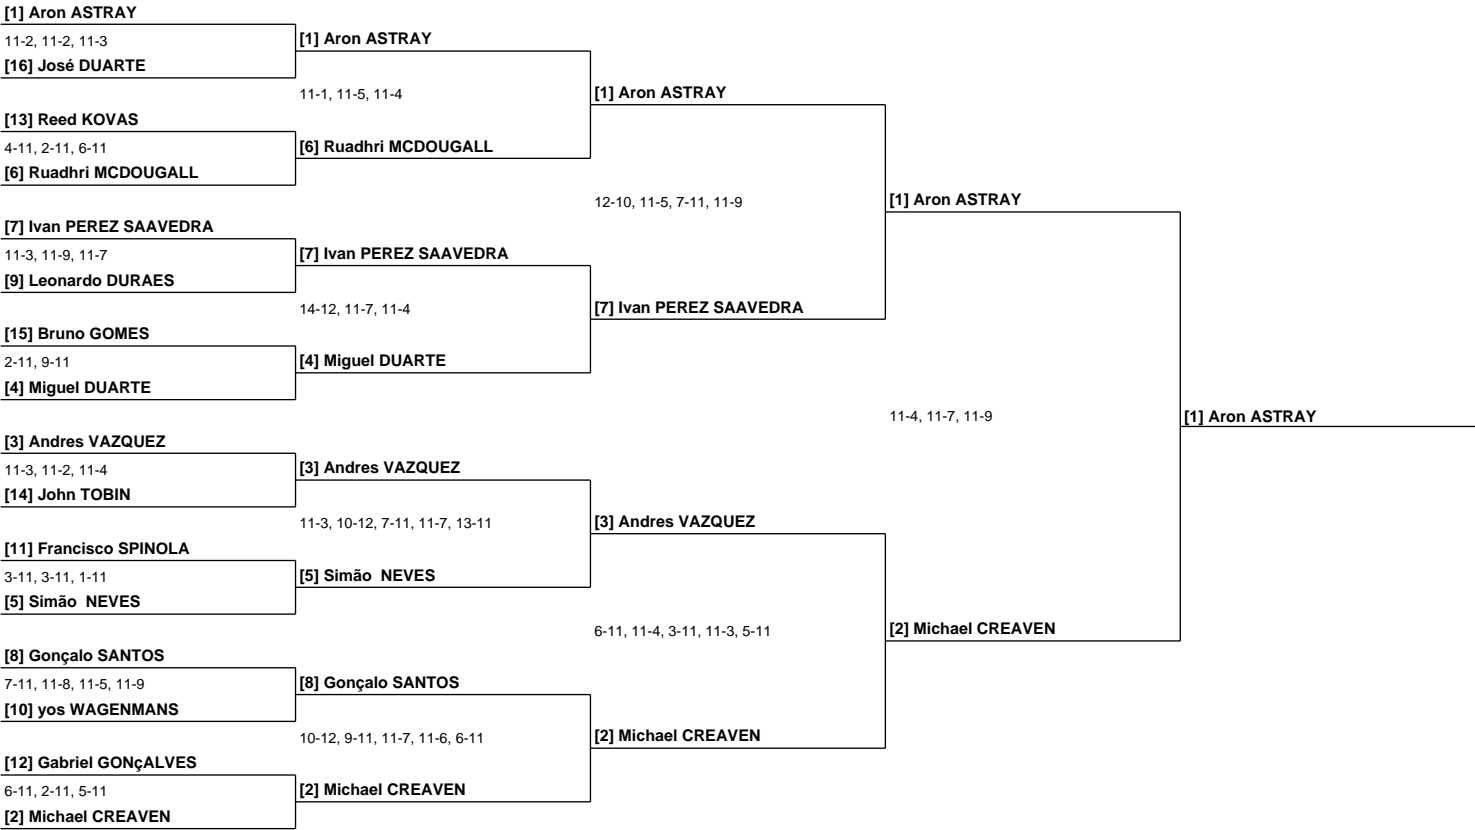 [1] Aron ASTRAY
11-2, 11-2, 11-3
[16] José DUARTE
[13] Reed KOVAS
4-11, 2-11, 6-11
[6] Ruadhri MCDOUGALL
[7] Ivan PEREZ SAAVEDRA
11-3, 11-9, 11-7
[9] Leonardo DURAES
[15] Bruno GOMES
2-11, 9-11
[4] Miguel DUARTE
[3] Andres VAZQUEZ
11-3, 11-2, 11-4
[14] John TOBIN
[11] Francisco SPINOLA
3-11, 3-11, 1-11
[5] Simão  NEVES
[8] Gonçalo SANTOS
7-11, 11-8, 11-5, 11-9
[10] yos WAGENMANS
[12] Gabriel GONçALVES
6-11, 2-11, 5-11
[2] Michael CREAVEN
[1] Aron ASTRAY
11-1, 11-5, 11-4
[6] Ruadhri MCDOUGALL
[7] Ivan PEREZ SAAVEDRA
14-12, 11-7, 11-4
[4] Miguel DUARTE
[3] Andres VAZQUEZ
11-3, 10-12, 7-11, 11-7, 13-11
[5] Simão  NEVES
[8] Gonçalo SANTOS
10-12, 9-11, 11-7, 11-6, 6-11
[2] Michael CREAVEN
[1] Aron ASTRAY
12-10, 11-5, 7-11, 11-9
[7] Ivan PEREZ SAAVEDRA
[3] Andres VAZQUEZ
6-11, 11-4, 3-11, 11-3, 5-11
[2] Michael CREAVEN
[1] Aron ASTRAY
11-4, 11-7, 11-9
[2] Michael CREAVEN
[1] Aron ASTRAY